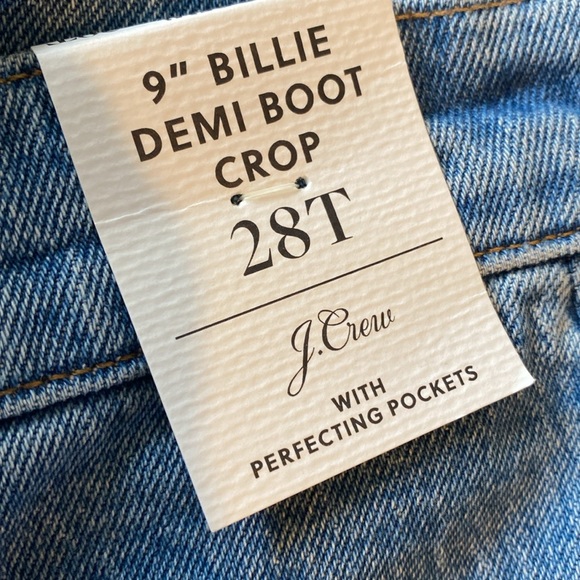 9” BILLIE
DEMI BOOT
CROP
28T
J.Crew
WITH
PERFECTING POCKETS